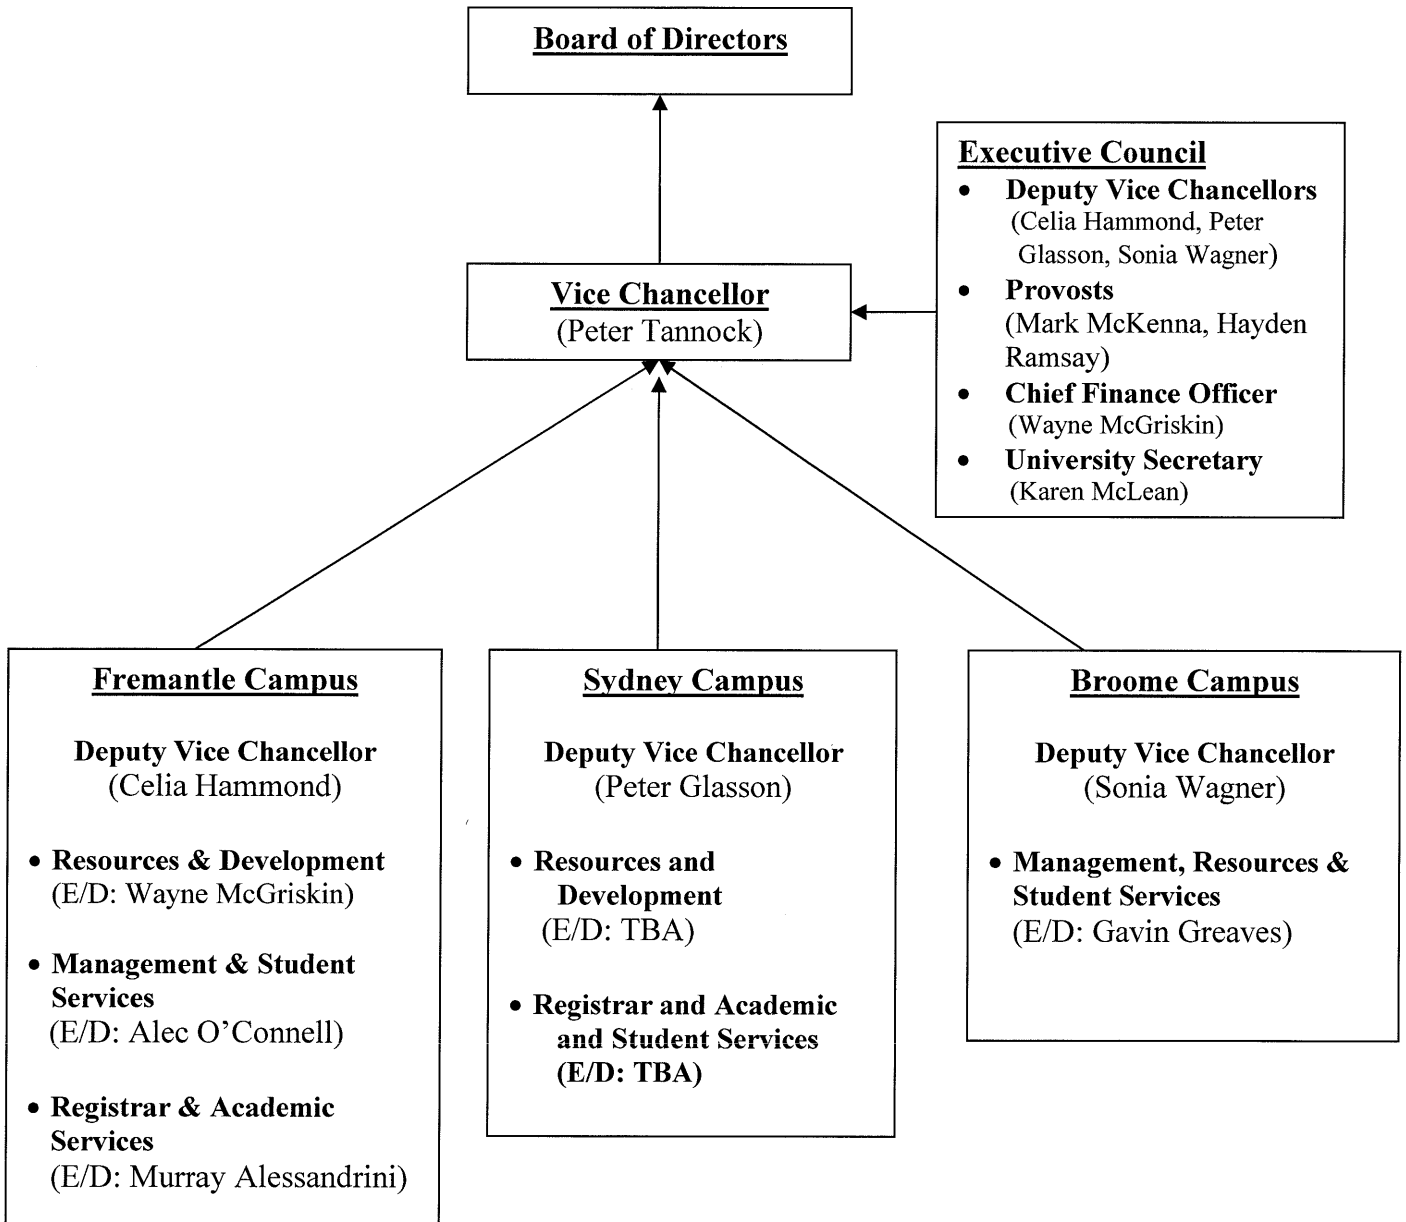 Board of Directors
Executive Council
• Deputy Vice Chancellors
(Celia Hammond, Peter
Glasson, Sonia Wagner)
• Provosts
(Mark McKenna, Hayden
Ramsay)
• Chief Finance Officer
(Wayne McGriskin)
• University Secretary
(Karen McLean)
Vice Chancellor
(Peter Tannock)
Fremantle Campus
Deputy Vice Chancellor
(Celia Hammond)
• Resources & Development
(E/D: Wayne McGriskin)
• Management & Student
Services
(E/D: Alec O’Connell)
• Registrar & Academic
Services
(E/D: Murray Alessandrini)
Sydney Campus
Deputy Vice Chancellor
(Peter Glasson)
• Resources and
Development
(E/D: TBA)
• Registrar and Academic
and Student Services
(E/D: TBA)
Broome Campus
Deputy Vice Chancellor
(Sonia Wagner)
• Management, Resources &
Student Services
(E/D: Gavin Greaves)